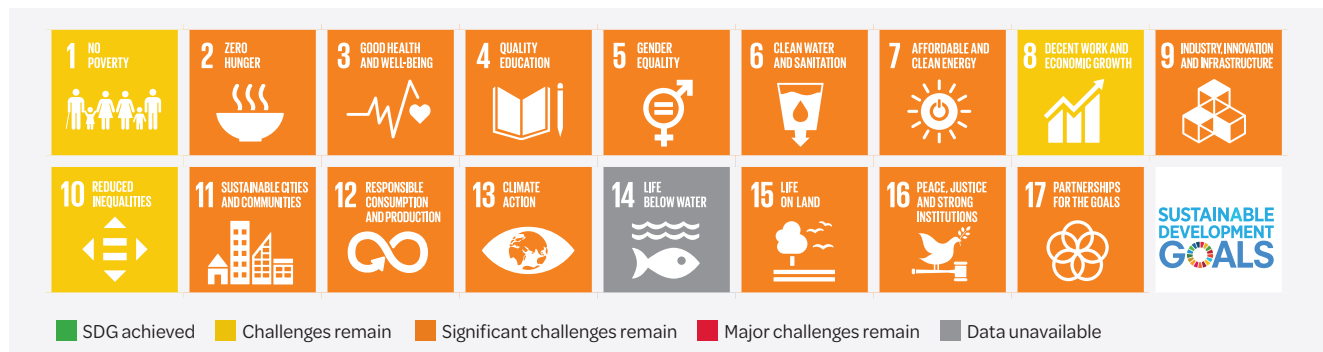 1 NO
POVERTY
2 ZERO
HUNGER
3 GOOD HEALTH
AND WELL-BEING
4 QUALITY
EDUCATION
5 GENDER
EQUALITY
6 CLEAN WATER
AND SANITATION
7 AFFORDABLE AND
CLEAN ENERGY
8 DECENT WORK AND
ECONOMIC GROWTH
9 INDUSTRY, INNOVATION
AND INFRASTRUCTURE
10 REDUCED
INEQUALITIES
11 SUSTAINABLE CITIES
AND COMMUNITIES
12 RESPONSIBLE
CONSUMPTION
AND PRODUCTION
13 CLIMATE
ACTION
14 LIFE
BELOW WATER
15 LIFE
ON LAND
16 PEACE, JUSTICE
AND STRONG
INSTITUTIONS
17 PARTNERSHIPS
FOR THE GOALS
SUSTAINABLE
DEVELOPMENT
GOALS
SDG achieved
Challenges remain
Significant challenges remain
Major challenges remain
Data unavailable